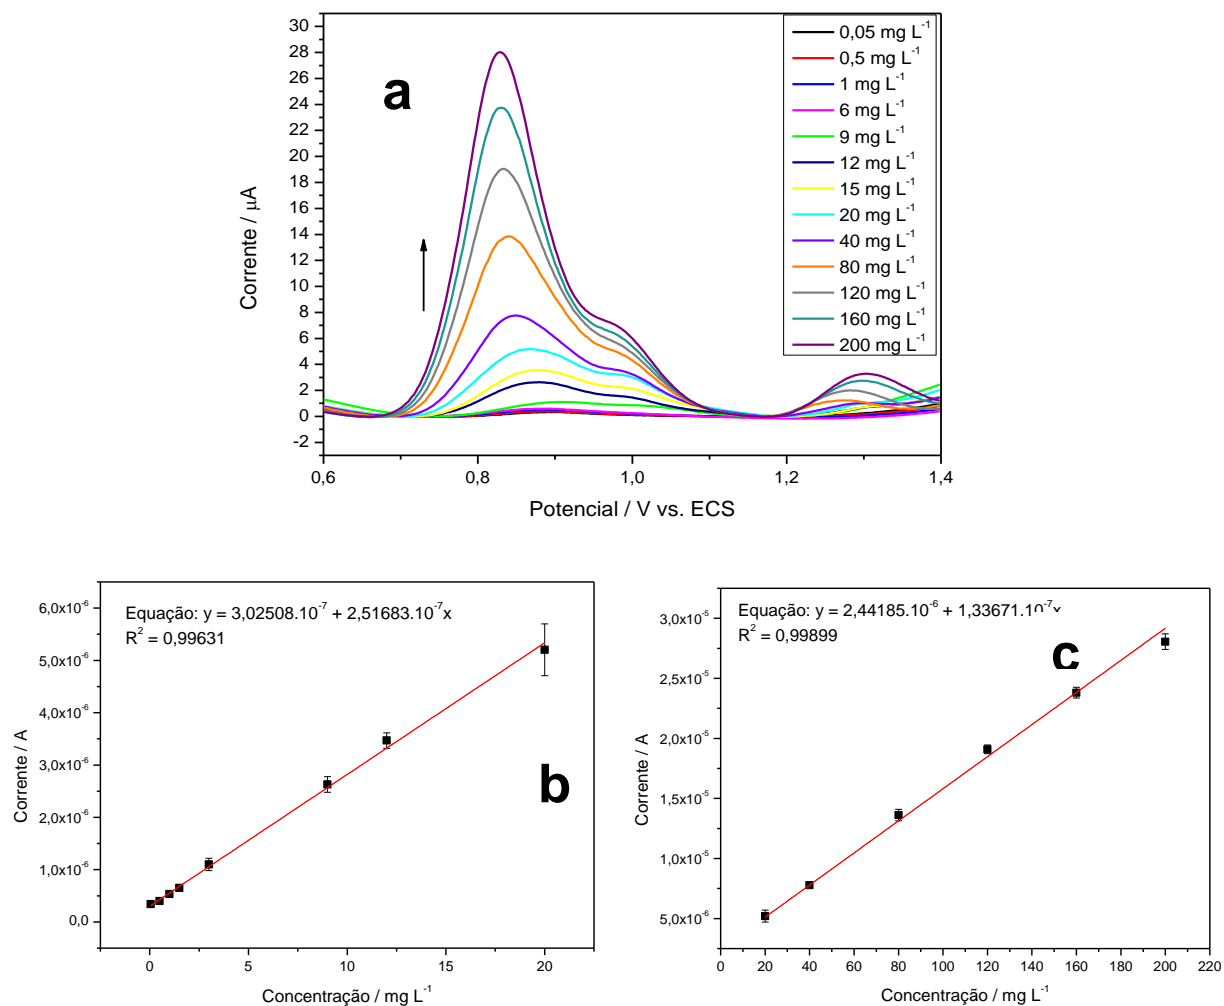 a
30
28
26
24
22
20
18
16
14
12
10
8
6
4
2
0
-2
Corrente / μA
0,6 0,8 1,0 1,2 1,4
Potencial / V vs. ECS
0,05 mg L⁻¹
0,5 mg L⁻¹
1 mg L⁻¹
6 mg L⁻¹
9 mg L⁻¹
12 mg L⁻¹
15 mg L⁻¹
20 mg L⁻¹
40 mg L⁻¹
80 mg L⁻¹
120 mg L⁻¹
160 mg L⁻¹
200 mg L⁻¹
Equação: y = 3,02508.10⁻⁷ + 2,51683.10⁻⁷x
R² = 0,99631
b
6,0x10⁻⁶
5,0x10⁻⁶
4,0x10⁻⁶
3,0x10⁻⁶
2,0x10⁻⁶
1,0x10⁻⁶
0,0
Corrente / A
0 5 10 15 20
Concentração / mg L⁻¹
Equação: y = 2,44185.10⁻⁶ + 1,33671.10⁻⁷x
R² = 0,99899
c
3,0x10⁻⁵
2,5x10⁻⁵
2,0x10⁻⁵
1,5x10⁻⁵
1,0x10⁻⁵
5,0x10⁻⁶
Corrente / A
0 20 40 60 80 100 120 140 160 180 200 220
Concentração / mg L⁻¹